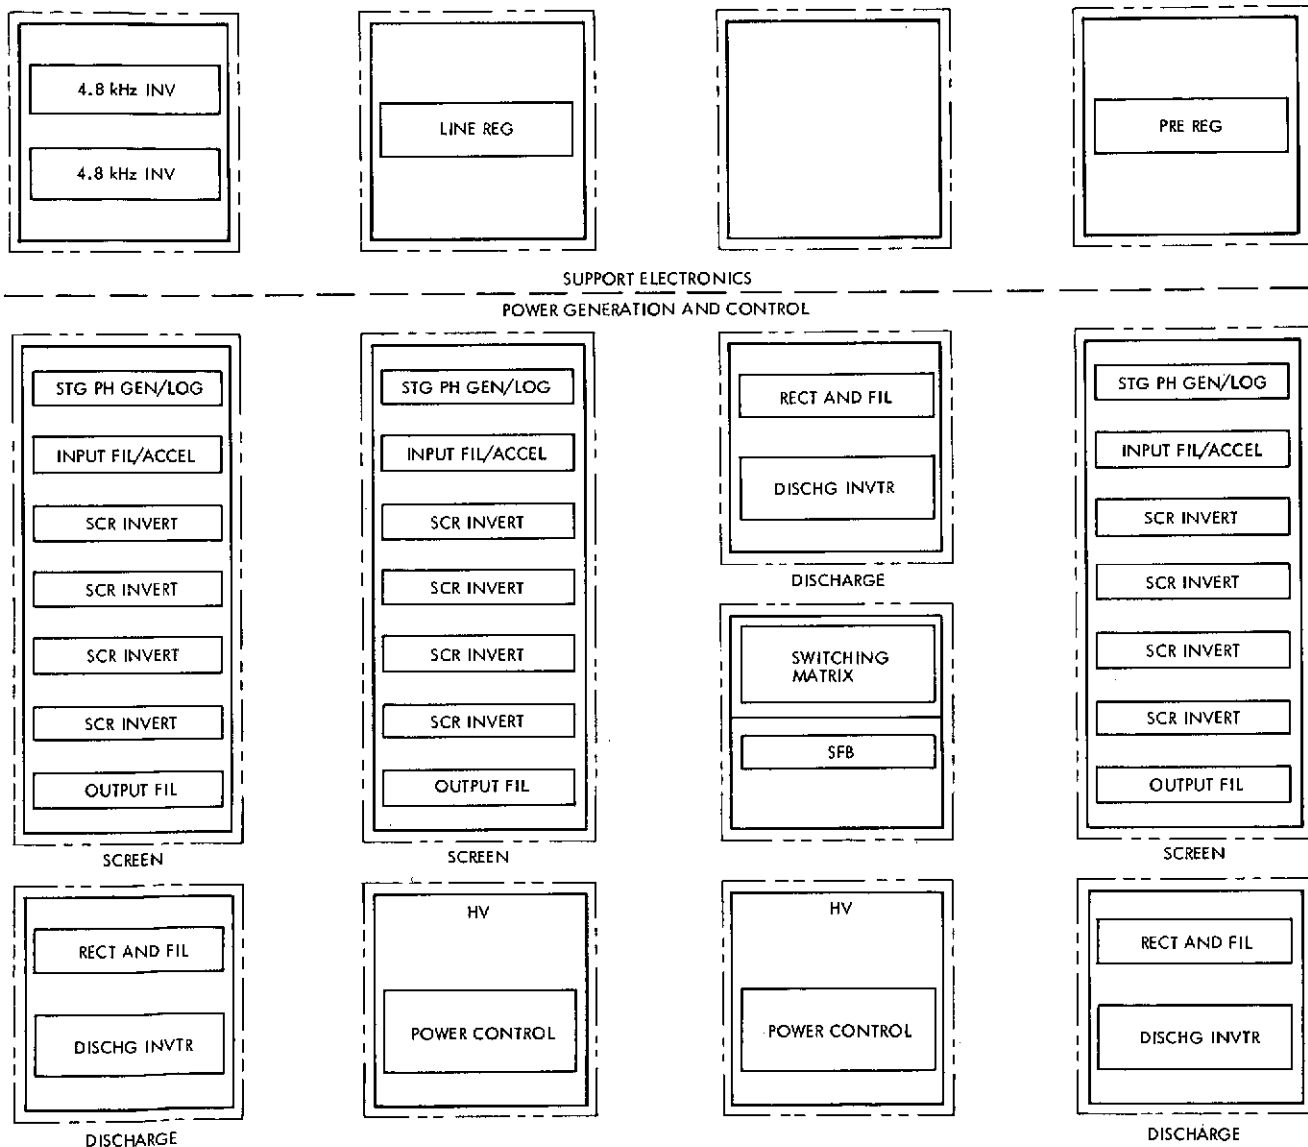 4.8 kHz INV
4.8 kHz INV
LINE REG
PRE REG
SUPPORT ELECTRONICS
POWER GENERATION AND CONTROL
STG PH GEN/LOG
INPUT FIL/ACCEL
SCR INVERT
SCR INVERT
SCR INVERT
SCR INVERT
OUTPUT FIL
SCREEN
STG PH GEN/LOG
INPUT FIL/ACCEL
SCR INVERT
SCR INVERT
SCR INVERT
SCR INVERT
OUTPUT FIL
SCREEN
RECT AND FIL
DISCHG INVTR
DISCHARGE
SWITCHING
MATRIX
SFB
STG PH GEN/LOG
INPUT FIL/ACCEL
SCR INVERT
SCR INVERT
SCR INVERT
SCR INVERT
OUTPUT FIL
SCREEN
RECT AND FIL
DISCHG INVTR
DISCHARGE
HV
POWER CONTROL
HV
POWER CONTROL
RECT AND FIL
DISCHG INVTR
DISCHARGE